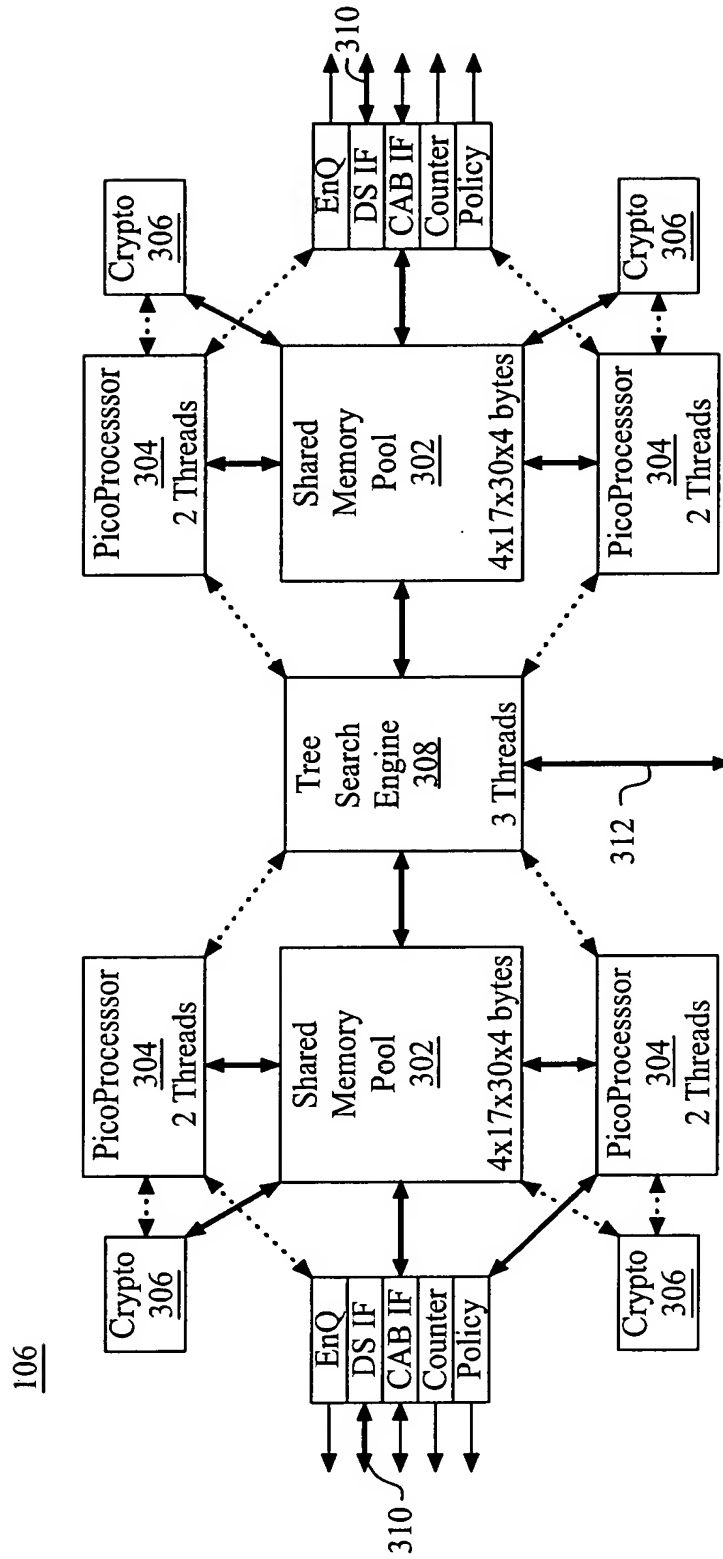 106
Crypto
306
PicoProcesssor
304
2 Threads
PicoProcesssor
304
2 Threads
Crypto
306
EnQ
DS IF
CAB IF
Counter
Policy
310
Shared
Memory
Pool
302
4x17x30x4 bytes
Tree
Search
Engine
308
3 Threads
Shared
Memory
Pool
302
4x17x30x4 bytes
EnQ
DS IF
CAB IF
Counter
Policy
310
Crypto
306
PicoProcesssor
304
2 Threads
312
PicoProcesssor
304
2 Threads
Crypto
306